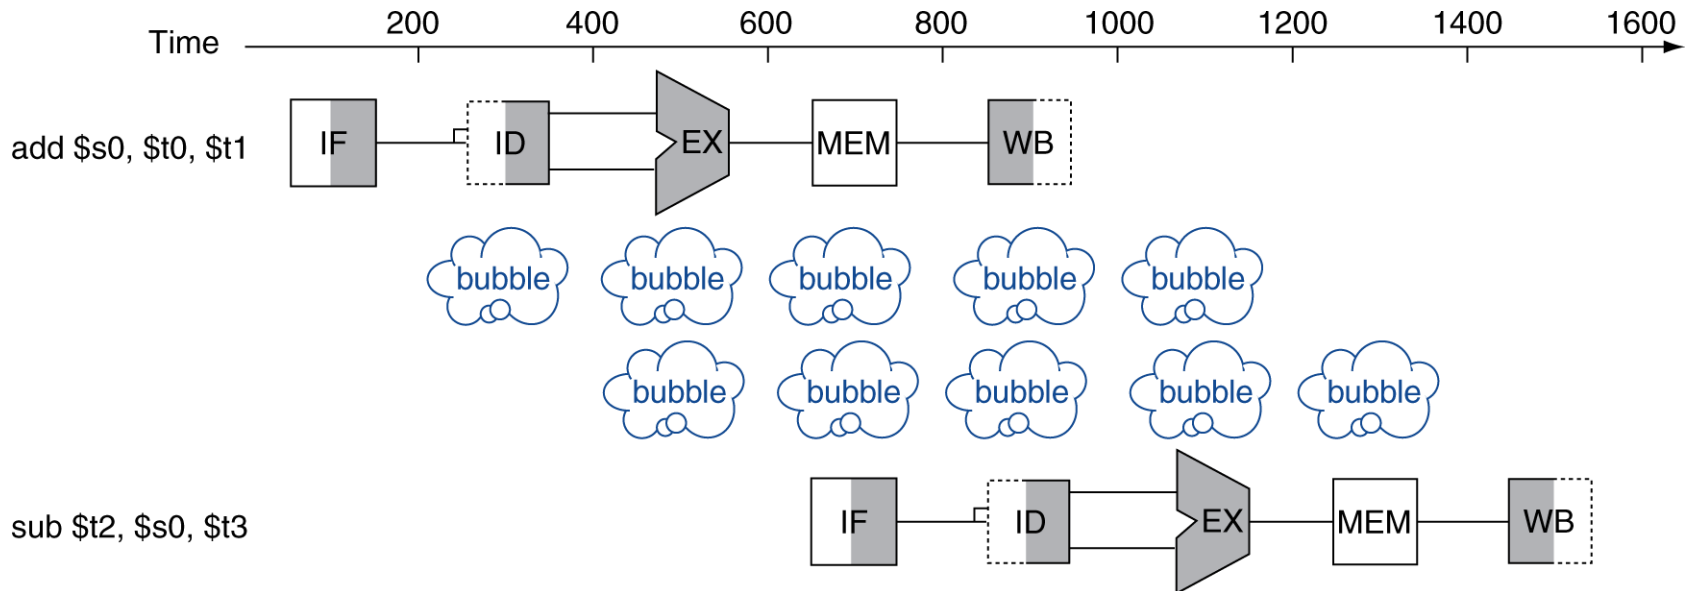 200 400 600 800 1000 1200 1400 1600
Time
add $s0, $t0, $t1 IF ID EX MEM WB
bubble bubble bubble bubble bubble
bubble bubble bubble bubble bubble
sub $t2, $s0, $t3 IF ID EX MEM WB